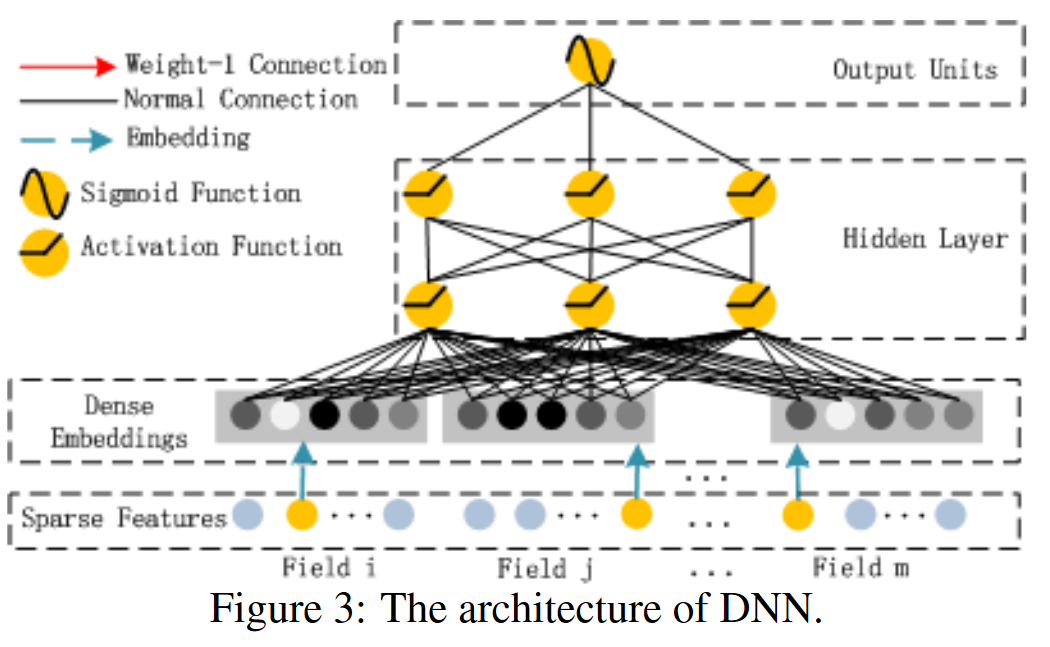 Weight-1 Connection
Normal Connection
Embedding
Sigmoid Function
Activation Function
Output Units
Hidden Layer
Dense
Embeddings
...
Sparse Features
...
...
...
...
Field i
Field j
...
Field m
Figure 3: The architecture of DNN.